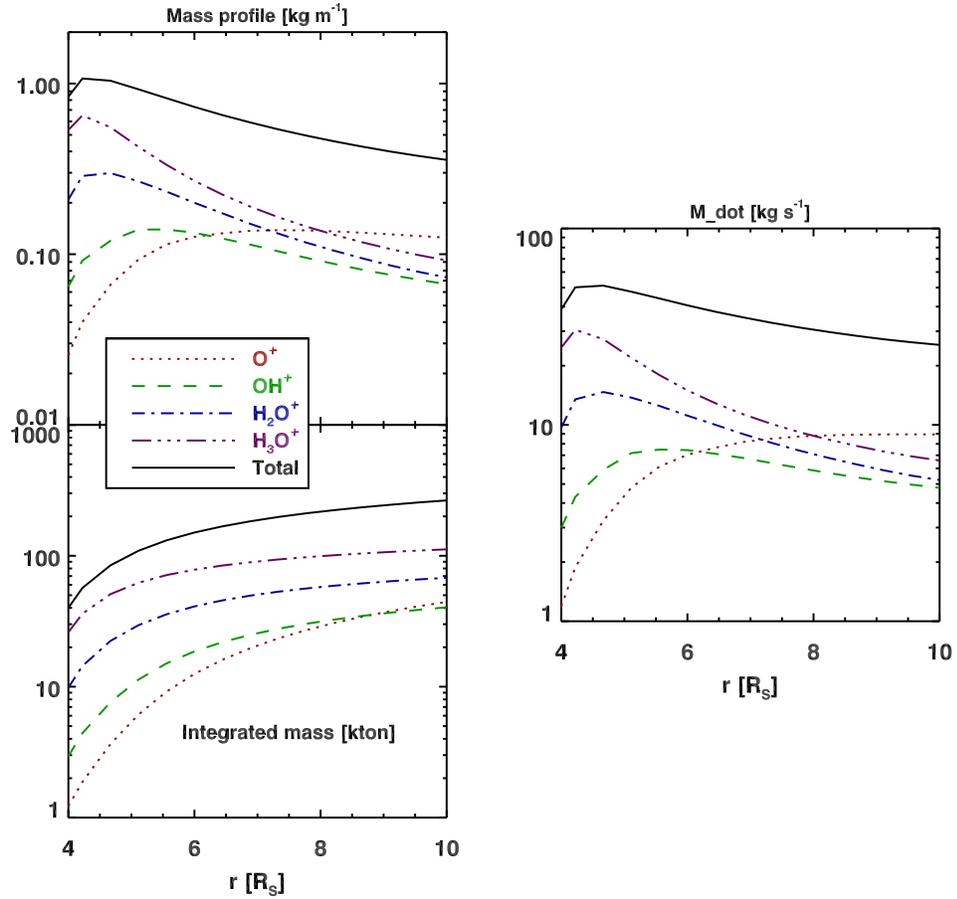 Mass profile [kg m⁻¹]
1.00
0.10
0.01
O⁺
OH⁺
H₂O⁺
H₃O⁺
Total
1000
100
10
1
Integrated mass [kton]
4 6 8 10
r [R_S]
M_dot [kg s⁻¹]
100
10
1
4 6 8 10
r [R_S]